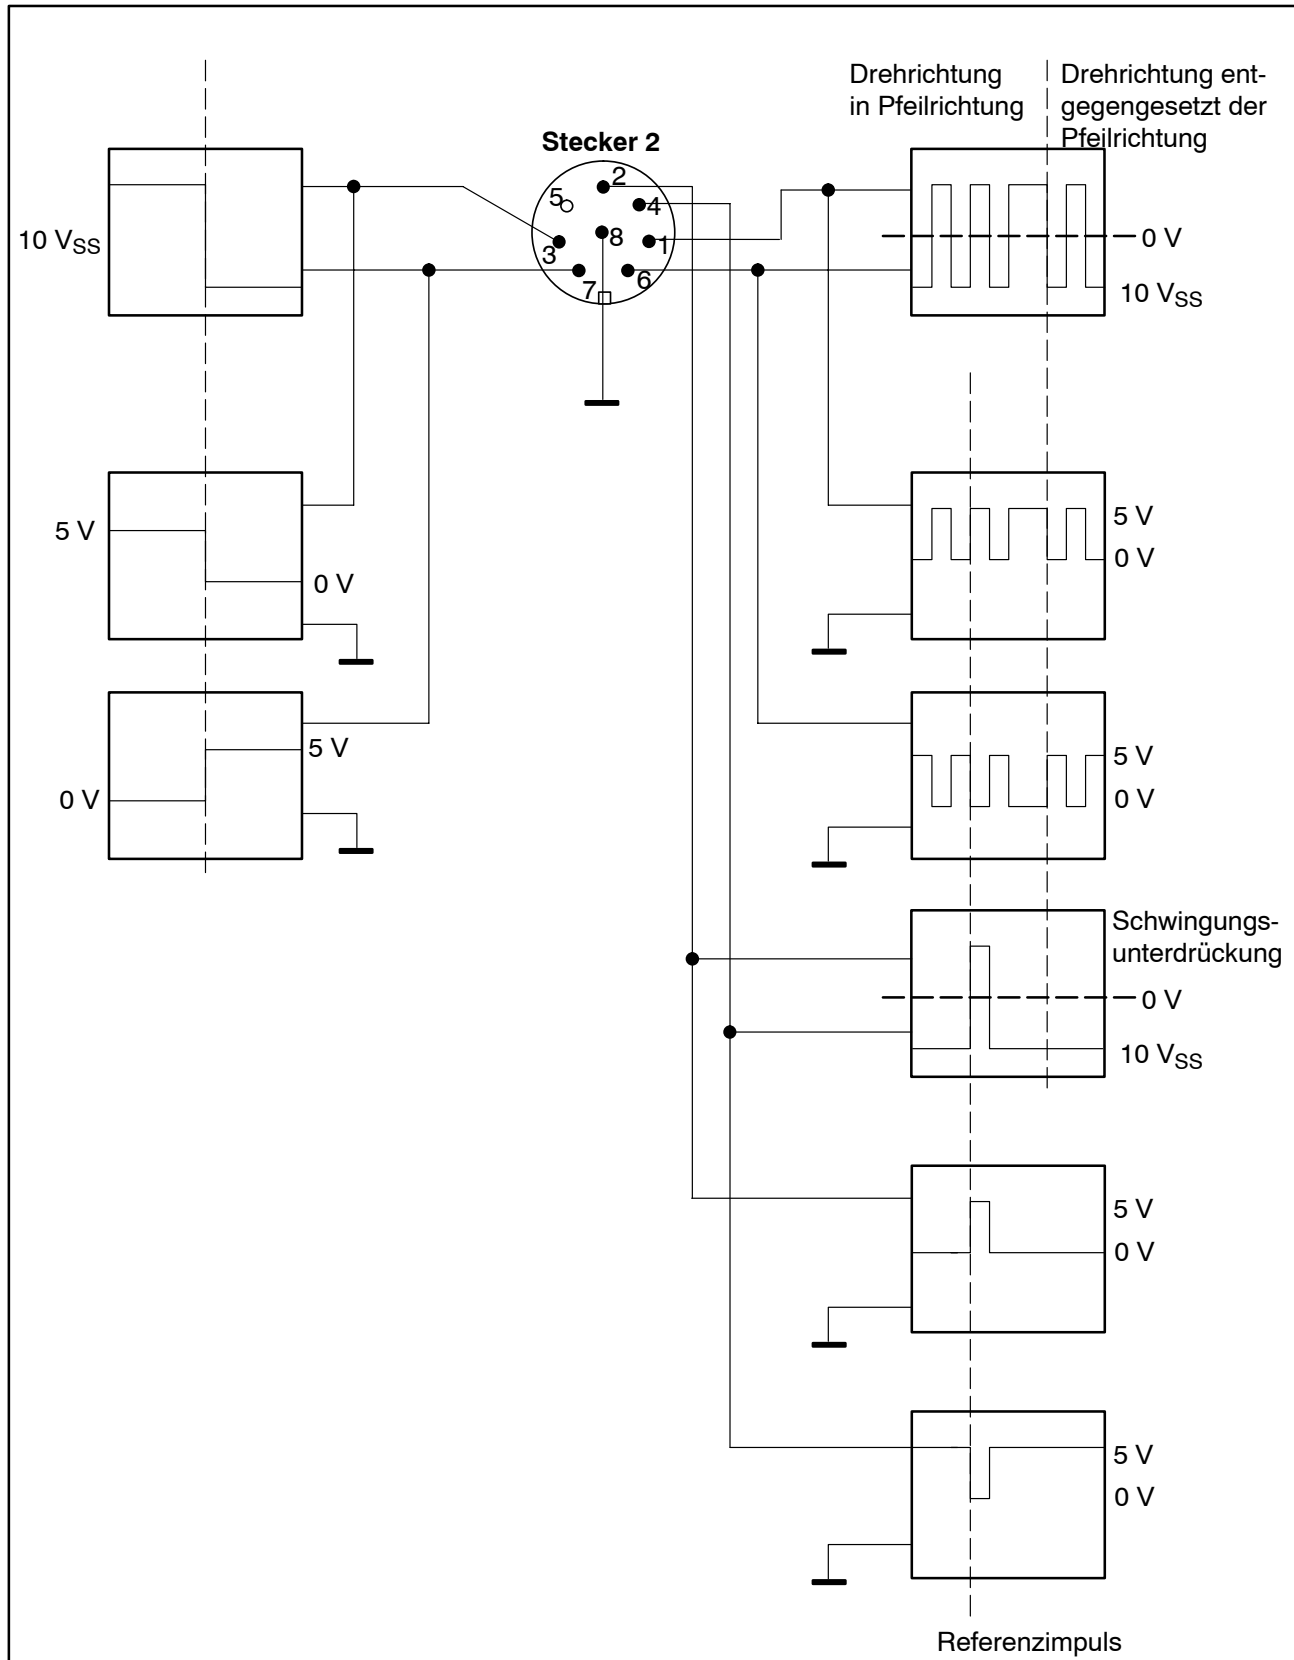 Drehrichtung
in Pfeilrichtung
Drehrichtung ent-
gegengesetzt der
Pfeilrichtung
Stecker 2
2
5
4
8
1
3
7
6
10 VSS
0 V
10 VSS
5 V
0 V
5 V
0 V
5 V
0 V
5 V
0 V
Schwingungs-
unterdrückung
0 V
10 VSS
5 V
0 V
5 V
0 V
Referenzimpuls